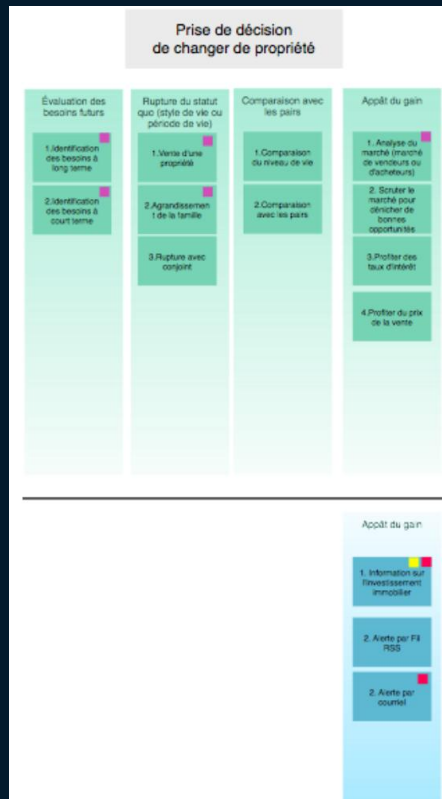 Prise de décision
de changer de propriété
Évaluation des
besoins futurs
1.Identification
des besoins à
long terme
2.Identification
des besoins à
court terme
Rupture du statut
quo (style de vie ou
période de vie)
1.Vente d'une
propriété
2.Agrandissemen
t de la famille
3.Rupture avec
conjoint
Comparaison avec
les pairs
1.Comparaison
du niveau de vie
2.Comparaison
avec les pairs
Appât du gain
1. Analyse du
marché (marché
de vendeurs ou
d'acheteurs)
2. Scruter le
marché pour
dénicher de
bonnes
opportunités
3.Profiter des
taux d'intérêt
4.Profiter du prix
de la vente
Appât du gain
1. Information sur
l'investissement
immobilier
2. Alerte par Fil
RSS
2. Alerte par
courriel